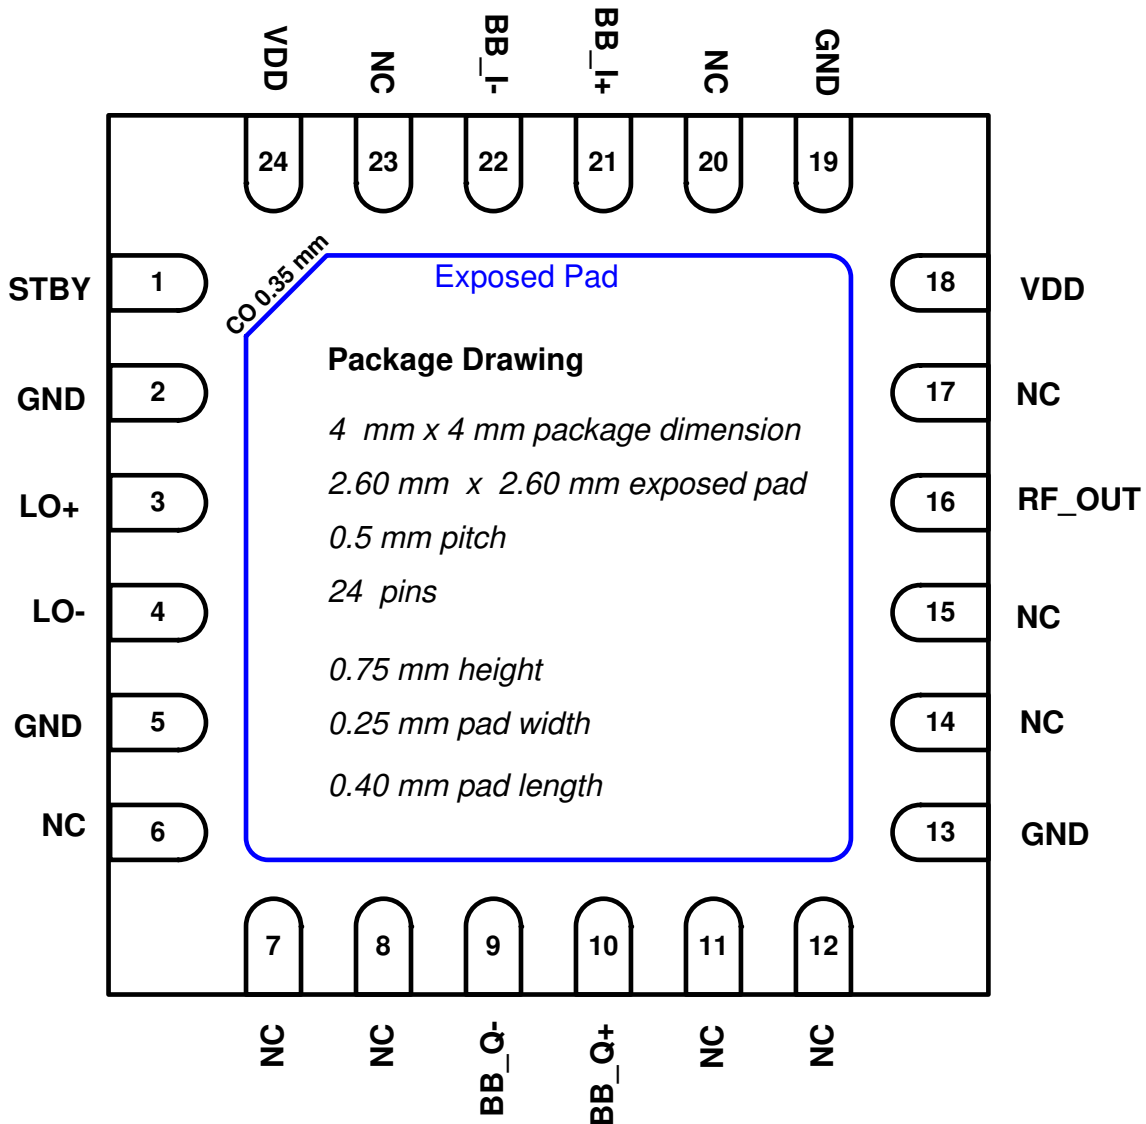 VDD
NC
BB_I-
BB_I+
NC
GND
24
23
22
21
20
19
STBY
1
GND
2
LO+
3
LO-
4
GND
5
NC
6
CO 0.35 mm
Exposed Pad
Package Drawing
4 mm x 4 mm package dimension
2.60 mm x 2.60 mm exposed pad
0.5 mm pitch
24 pins
0.75 mm height
0.25 mm pad width
0.40 mm pad length
18
VDD
17
NC
16
RF_OUT
15
NC
14
NC
13
GND
7
8
9
10
11
12
NC
NC
BB_Q-
BB_Q+
NC
NC